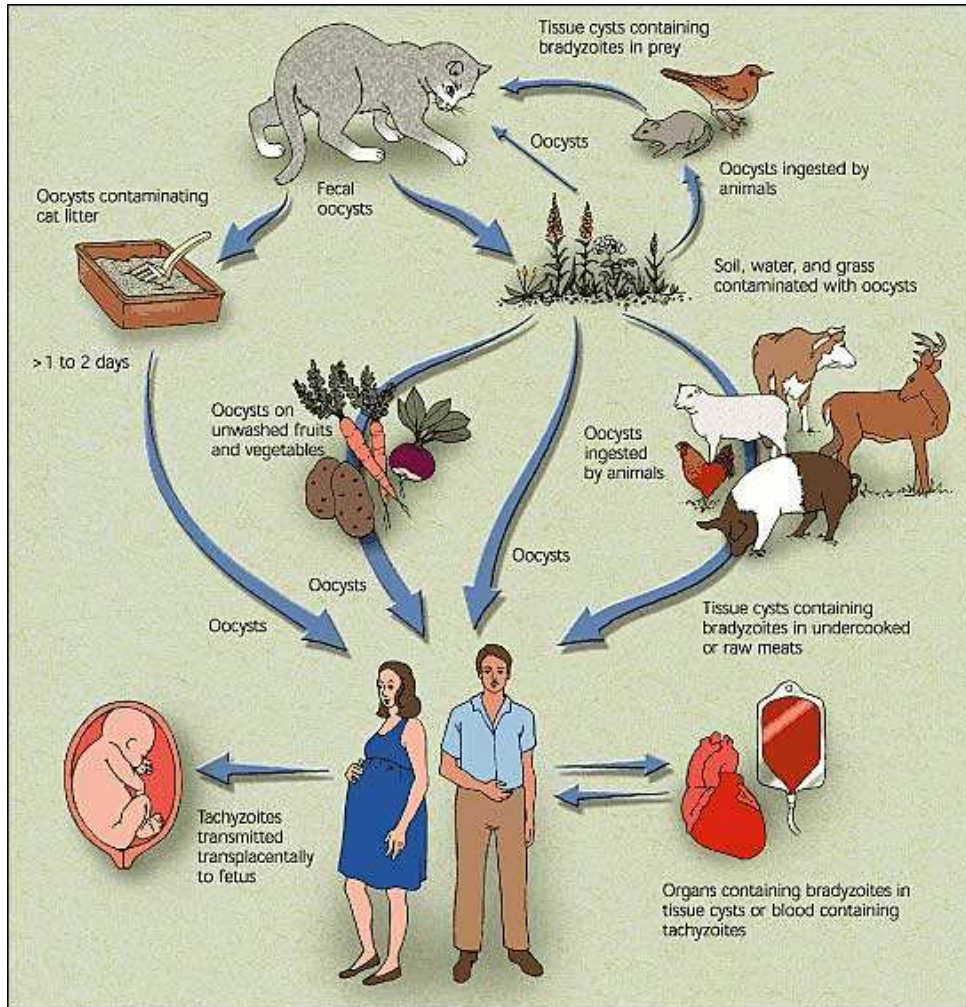 Tissue cysts containing
bradyzoites in prey
Oocysts
Oocysts ingested by
animals
Oocysts contaminating
cat litter
Fecal
oocysts
Soil, water, and grass
contaminated with oocysts
>1 to 2 days
Oocysts on
unwashed fruits
and vegetables
Oocysts
ingested
by animals
Oocysts
Oocysts
Oocysts
Tissue cysts containing
bradyzoites in undercooked
or raw meats
Tachyzoites
transmitted
transplacentally
to fetus
Organs containing bradyzoites in
tissue cysts or blood containing
tachyzoites